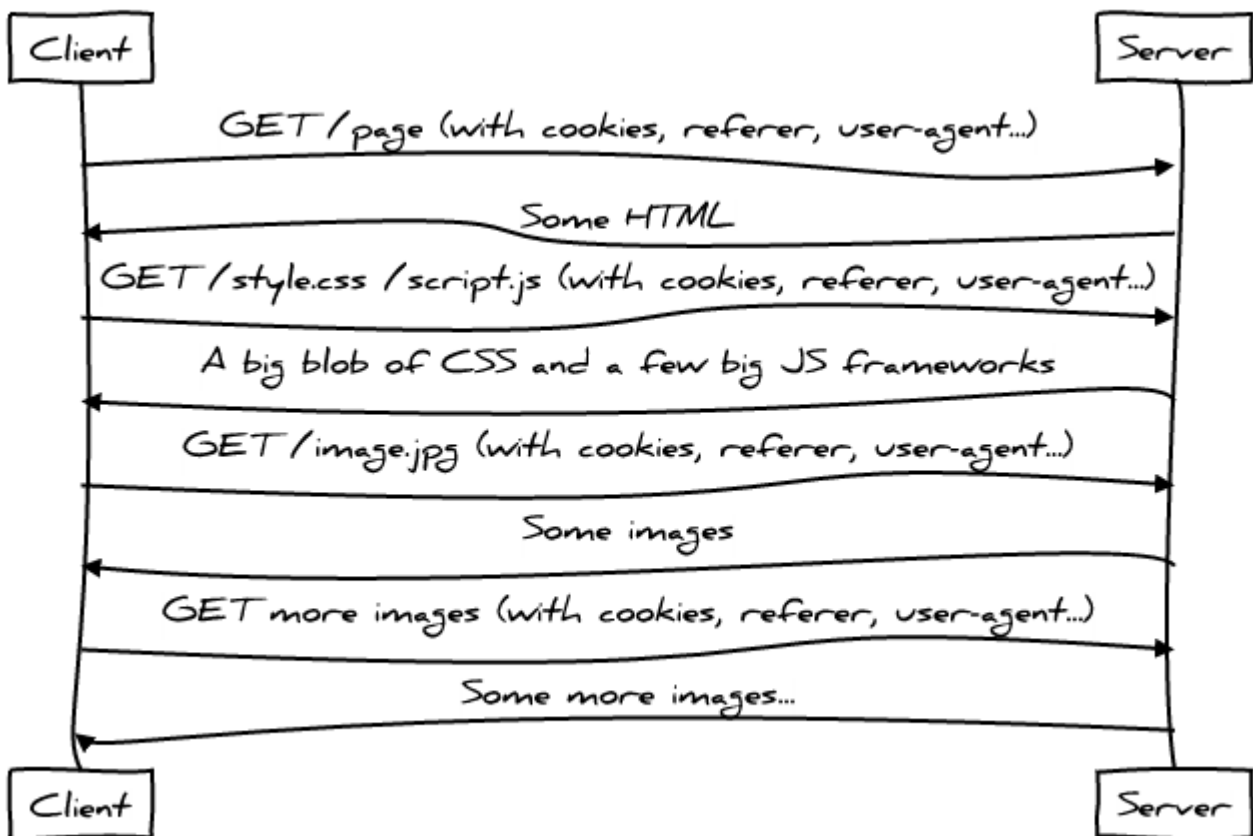 Client Server
GET /page (with cookies, referer, user-agent...)
Some HTML
GET /style.css /script.js (with cookies, referer, user-agent...)
A big blob of CSS and a few big JS frameworks
GET /image.jpg (with cookies, referer, user-agent...)
Some images
GET more images (with cookies, referer, user-agent...)
Some more images...
Client Server